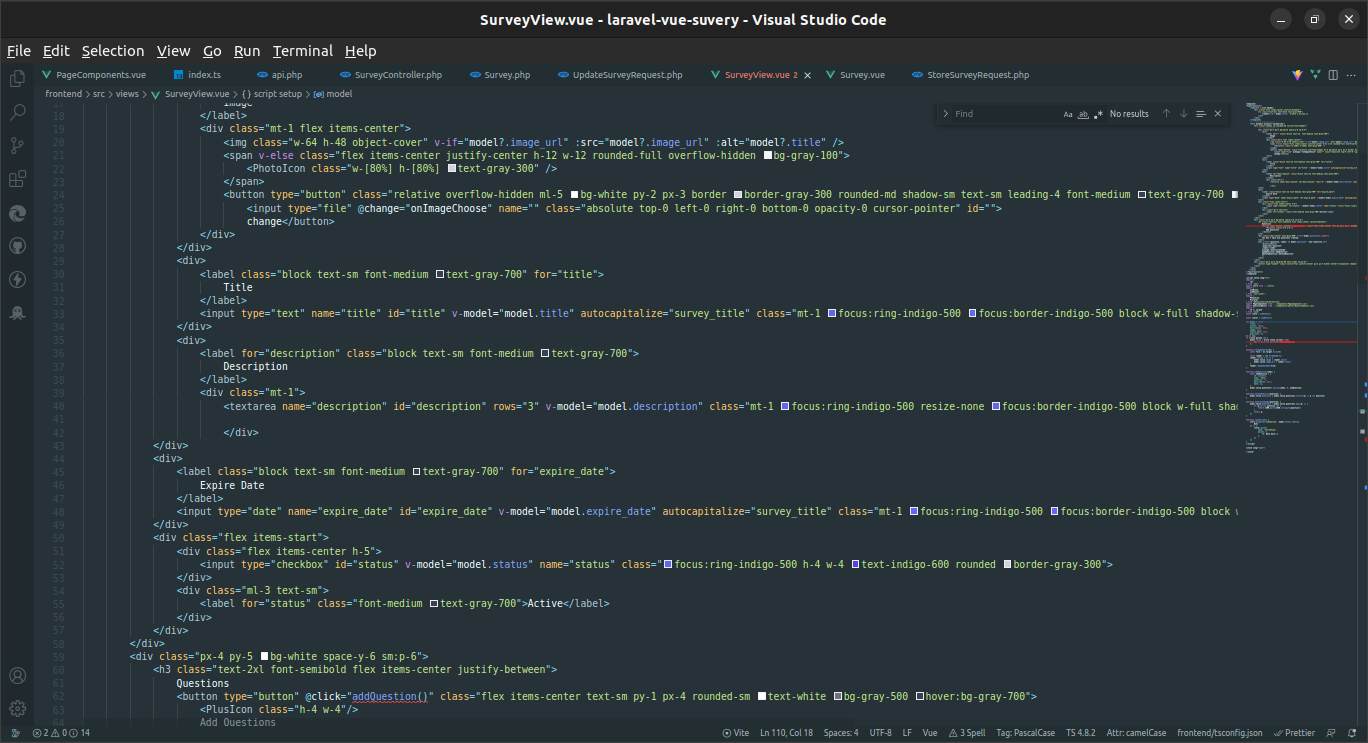 SurveyView.vue - laravel-vue-suvery - Visual Studio Code
File Edit Selection View Go Run Terminal Help
PageComponents.vue index.ts api.php SurveyController.php Survey.php UpdateSurveyRequest.php SurveyView.vue 2 Survey.vue StoreSurveyRequest.php
frontend > src > views > SurveyView.vue > {} script setup > model
Find Aa ab No results
17 Image
18 </label>
19 <div class="mt-1 flex items-center">
20 <img class="w-64 h-48 object-cover" v-if="model?.image_url" :src="model?.image_url" :alt="model?.title" />
21 <span v-else class="flex items-center justify-center h-12 w-12 rounded-full overflow-hidden bg-gray-100">
22 <PhotoIcon class="w-[80%] h-[80%] text-gray-300" />
23 </span>
24 <button type="button" class="relative overflow-hidden ml-5 bg-white py-2 px-3 border border-gray-300 rounded-md shadow-sm text-sm leading-4 font-medium text-gray-700
25 <input type="file" @change="onImageChoose" name="" class="absolute top-0 left-0 right-0 bottom-0 opacity-0 cursor-pointer" id="">
26 change</button>
27 </div>
28 </div>
29 <div>
30 <label class="block text-sm font-medium text-gray-700" for="title">
31 Title
32 </label>
33 <input type="text" name="title" id="title" v-model="model.title" autocapitalize="survey_title" class="mt-1 focus:ring-indigo-500 focus:border-indigo-500 block w-full shadow-s
34 </div>
35 <div>
36 <label for="description" class="block text-sm font-medium text-gray-700">
37 Description
38 </label>
39 <div class="mt-1">
40 <textarea name="description" id="description" rows="3" v-model="model.description" class="mt-1 focus:ring-indigo-500 resize-none focus:border-indigo-500 block w-full shad
41
42 </div>
43 </div>
44 <div>
45 <label class="block text-sm font-medium text-gray-700" for="expire_date">
46 Expire Date
47 </label>
48 <input type="date" name="expire_date" id="expire_date" v-model="model.expire_date" autocapitalize="survey_title" class="mt-1 focus:ring-indigo-500 focus:border-indigo-500 block w
49 </div>
50 <div class="flex items-start">
51 <div class="flex items-center h-5">
52 <input type="checkbox" id="status" v-model="model.status" name="status" class="focus:ring-indigo-500 h-4 w-4 text-indigo-600 rounded border-gray-300">
53 </div>
54 <div class="ml-3 text-sm">
55 <label for="status" class="font-medium text-gray-700">Active</label>
56 </div>
57 </div>
58 </div>
59 <div class="px-4 py-5 bg-white space-y-6 sm:p-6">
60 <h3 class="text-2xl font-semibold flex items-center justify-between">
61 Questions
62 <button type="button" @click="addQuestion()" class="flex items-center text-sm py-1 px-4 rounded-sm text-white bg-gray-500 hover:bg-gray-700">
63 <PlusIcon class="h-4 w-4"/>
64 Add Questions
2 0 14 Vite Ln 110, Col 18 Spaces: 4 UTF-8 LF Vue 3 Spell Tag: PascalCase TS 4.8.2 Attr: camelCase frontend/tsconfig.json Prettier